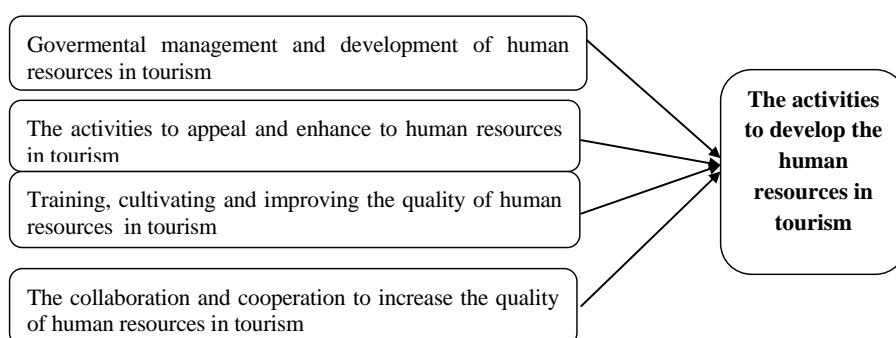 Govermental management and development of human
resources in tourism
The activities to appeal and enhance to human resources
in tourism
Training, cultivating and improving the quality of human
resources in tourism
The collaboration and cooperation to increase the quality
of human resources in tourism
The activities
to develop the
human
resources in
tourism